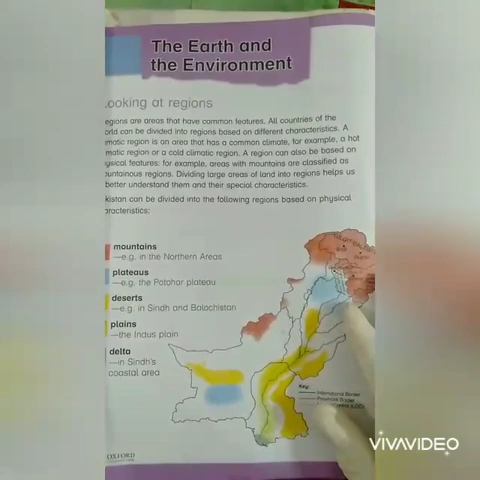 The Earth and
the Environment
ooking at regions
egions are areas that have common features. All countries of the
orld can be divided into regions based on different characteristics. A
matic region is an area that has a common climate, for example, a hot
matic region or a cold climatic region. A region can also be based on
ysical features: for example, areas with mountains are classified as
ountainous regions. Dividing large areas of land into regions helps us
better understand them and their special characteristics.
kistan can be divided into the following regions based on physical
aracteristics:
mountains
—e.g. in the Northern Areas
plateaus
—e.g. the Potohar plateau
deserts
—e.g. in Sindh and Balochistan
plains
—the Indus plain
delta
—in Sindh's
coastal area
Key:
International Border
Provincial Border
OXFORD
VIVAVIDEO